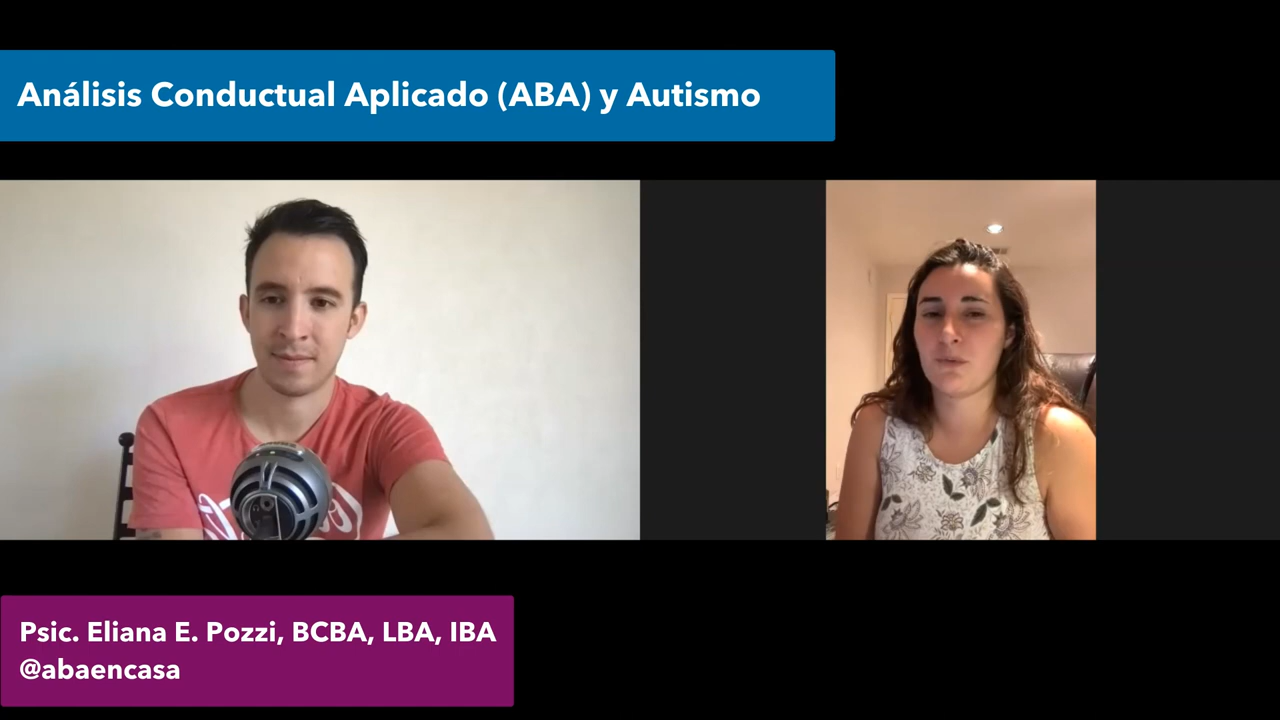 Análisis Conductual Aplicado (ABA) y Autismo
Psic. Eliana E. Pozzi, BCBA, LBA, IBA
@abaencasa